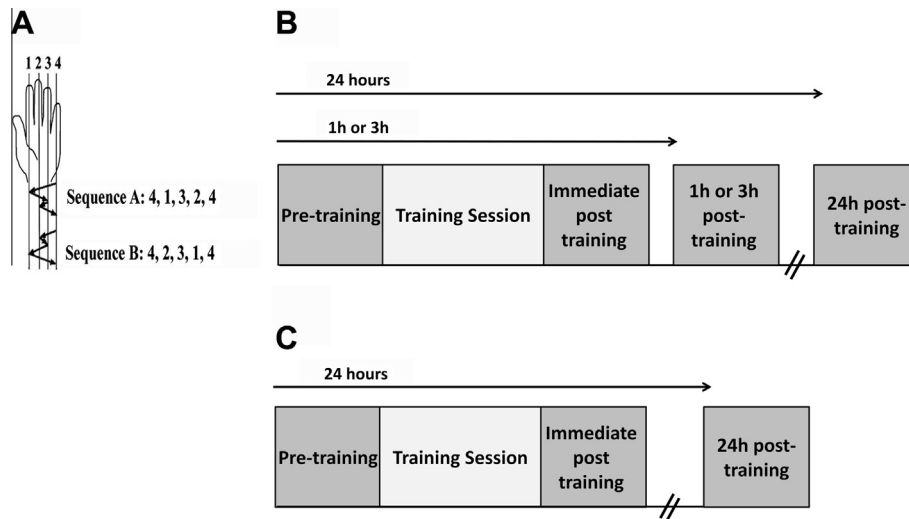 A
1 2 3 4
Sequence A: 4, 1, 3, 2, 4
Sequence B: 4, 2, 3, 1, 4
B
24 hours
1h or 3h
Pre-training
Training Session
Immediate
post
training
1h or 3h
post-
training
24h post-
training
C
24 hours
Pre-training
Training Session
Immediate
post
training
24h post-
training